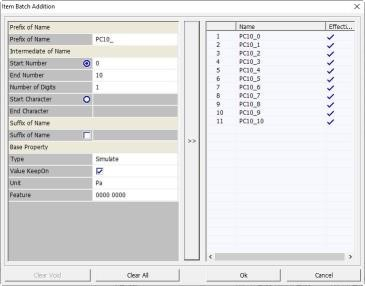 Item Batch Addition
Prefix of Name
Prefix of Name PC10_
Intermediate of Name
Start Number 0
End Number 10
Number of Digits 1
Start Character
End Character
Suffix of Name
Suffix of Name
Base Property
Type Simulate
Value KeepOn
Unit Pa
Feature 0000 0000
>>
Name Effecti...
1 PC10_0
2 PC10_1
3 PC10_2
4 PC10_3
5 PC10_4
6 PC10_5
7 PC10_6
8 PC10_7
9 PC10_8
10 PC10_9
11 PC10_10
Clear Void Clear All Ok Cancel